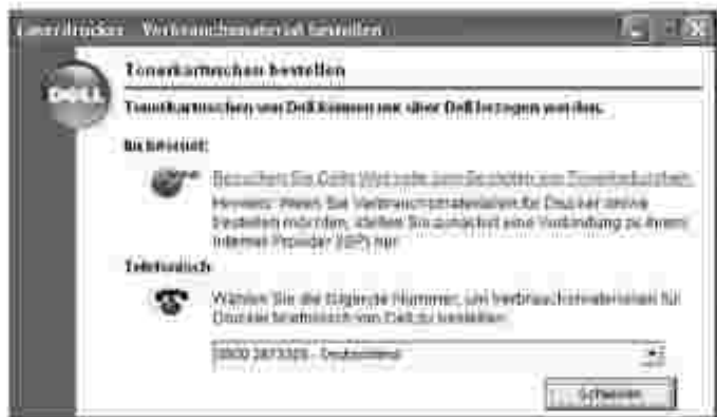 Laserdrucker - Verbrauchsmaterial bestellen
DELL
Tonerkartuschen bestellen
Tonerkartuschen von Dell können nur über Dell bezogen werden.
Im Internet:
Besuchen Sie Dells Web zum Bestellen von Tonerkartuschen.
Hinweis: Wenn Sie Verbrauchsmaterialien für Drucker online
bestellen möchten, stellen Sie zunächst eine Verbindung zu Ihrem
Internet Provider (ISP) her.
Telefonisch:
Wählen Sie die folgende Nummer, um Verbrauchsmaterialien für
Drucker telefonisch von Dell zu bestellen:
- Deutschland
Schließen